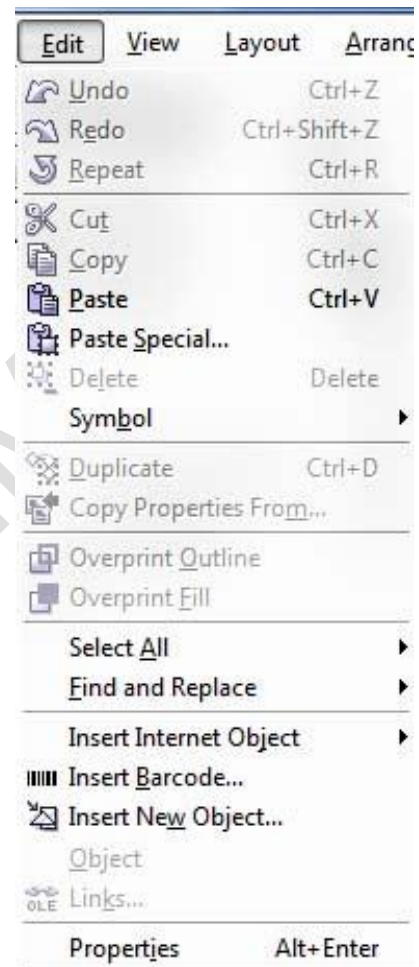 Edit View Layout Arrang
Undo Ctrl+Z
Redo Ctrl+Shift+Z
Repeat Ctrl+R
Cut Ctrl+X
Copy Ctrl+C
Paste Ctrl+V
Paste Special...
Delete Delete
Symbol
Duplicate Ctrl+D
Copy Properties From...
Overprint Outline
Overprint Fill
Select All
Find and Replace
Insert Internet Object
Insert Barcode...
Insert New Object...
Object
OLE Links...
Properties Alt+Enter